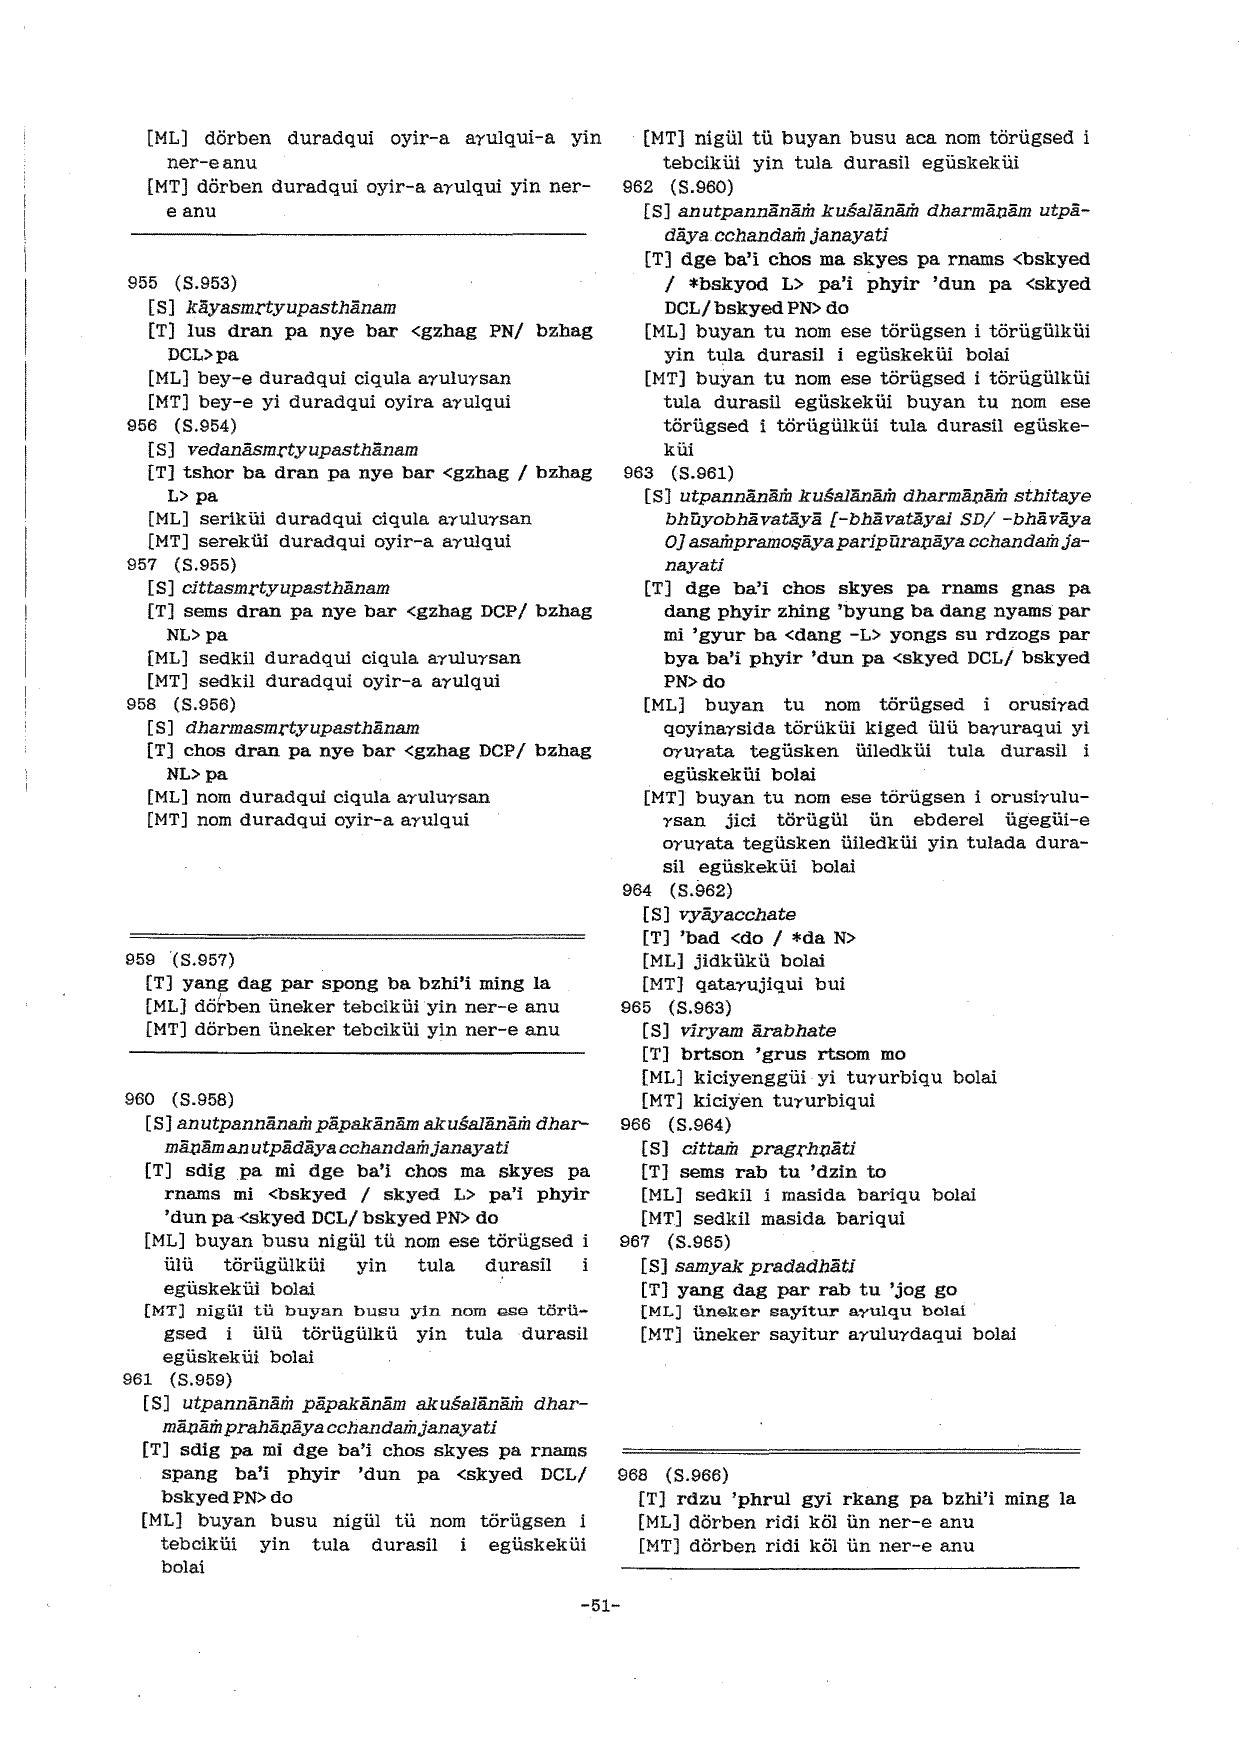 [ML] dörben duradqui oyir-a aγulqui-a yin
ner-e anu
[MT] dörben duradqui oyir-a aγulqui yin ner-
e anu
955 (S.953)
[S] kāyasmṛtyupasthānam
[T] lus dran pa nye bar <gzhag PN/ bzhag
DCL> pa
[ML] bey-e duradqui ciqula aγuluγsan
[MT] bey-e yi duradqui oyira aγulqui
956 (S.954)
[S] vedanāsmṛtyupasthānam
[T] tshor ba dran pa nye bar <gzhag / bzhag
L> pa
[ML] seriküi duradqui ciqula aγuluγsan
[MT] sereküi duradqui oyir-a aγulqui
957 (S.955)
[S] cittasmṛtyupasthānam
[T] sems dran pa nye bar <gzhag DCP/ bzhag
NL> pa
[ML] sedkil duradqui ciqula aγuluγsan
[MT] sedkil duradqui oyir-a aγulqui
958 (S.956)
[S] dharmasmṛtyupasthānam
[T] chos dran pa nye bar <gzhag DCP/ bzhag
NL> pa
[ML] nom duradqui ciqula aγuluγsan
[MT] nom duradqui oyir-a aγulqui
959 (S.957)
[T] yang dag par spong ba bzhi'i ming la
[ML] dörben üneker tebciküi yin ner-e anu
[MT] dörben üneker tebciküi yin ner-e anu
960 (S.958)
[S] anutpannānaṁ pāpakānām akuśalānāṁ dhar-
māṇām anutpādāya cchandaṁ janayati
[T] sdig pa mi dge ba'i chos ma skyes pa
rnams mi <bskyed / skyed L> pa'i phyir
'dun pa <skyed DCL/ bskyed PN> do
[ML] buyan busu nigül tü nom ese törügsed i
ülü törügülküi yin tula durasil i
egüskeküi bolai
[MT] nigül tü buyan busu yin nom ese törü-
gsed i ülü törügülkü yin tula durasil
egüskeküi bolai
961 (S.959)
[S] utpannānāṁ pāpakānām akuśalānāṁ dhar-
māṇāṁ prahāṇāya cchandaṁ janayati
[T] sdig pa mi dge ba'i chos skyes pa rnams
spang ba'i phyir 'dun pa <skyed DCL/
bskyed PN> do
[ML] buyan busu nigül tü nom törügsen i
tebciküi yin tula durasil i egüskeküi
bolai
[MT] nigül tü buyan busu aca nom törügsed i
tebciküi yin tula durasil egüskeküi
962 (S.960)
[S] anutpannānāṁ kuśalānāṁ dharmāṇām utpā-
dāya cchandaṁ janayati
[T] dge ba'i chos ma skyes pa rnams <bskyed
/ *bskyod L> pa'i phyir 'dun pa <skyed
DCL/ bskyed PN> do
[ML] buyan tu nom ese törügsen i törügülküi
yin tula durasil i egüskeküi bolai
[MT] buyan tu nom ese törügsed i törügülküi
tula durasil egüskeküi buyan tu nom ese
törügsed i törügülküi tula durasil egüske-
küi
963 (S.961)
[S] utpannānāṁ kuśalānāṁ dharmāṇāṁ sthitaye
bhūyobhāvatāyā [-bhāvatāyai SD/ -bhāvāya
O] asaṁpramoṣāya paripūraṇāya cchandaṁ ja-
nayati
[T] dge ba'i chos skyes pa rnams gnas pa
dang phyir zhing 'byung ba dang nyams par
mi 'gyur ba <dang -L> yongs su rdzogs par
bya ba'i phyir 'dun pa <skyed DCL/ bskyed
PN> do
[ML] buyan tu nom törügsed i orusiγad
qoyinaγsida törüküi kiged ülü baγuraqui yi
oγuγata tegüsken üiledküi tula durasil i
egüskeküi bolai
[MT] buyan tu nom ese törügsen i orusiγulu-
γsan jici törügül ün ebderel ügegüi-e
oγuγata tegüsken üiledküi yin tulada dura-
sil egüskeküi bolai
964 (S.962)
[S] vyāyacchate
[T] 'bad <do / *da N>
[ML] jidkükü bolai
[MT] qataγujiqui bui
965 (S.963)
[S] vīryam ārabhate
[T] brtson 'grus rtsom mo
[ML] kiciyenggüi yi tuγurbiqu bolai
[MT] kiciyen tuγurbiqui
966 (S.964)
[S] cittaṁ pragṛhṇāti
[T] sems rab tu 'dzin to
[ML] sedkil i masida bariqu bolai
[MT] sedkil masida bariqui
967 (S.965)
[S] samyak pradadhāti
[T] yang dag par rab tu 'jog go
[ML] üneker sayitur aγulqu bolai
[MT] üneker sayitur aγuluγdaqui bolai
968 (S.966)
[T] rdzu 'phrul gyi rkang pa bzhi'i ming la
[ML] dörben ridi köl ün ner-e anu
[MT] dörben ridi köl ün ner-e anu
-51-